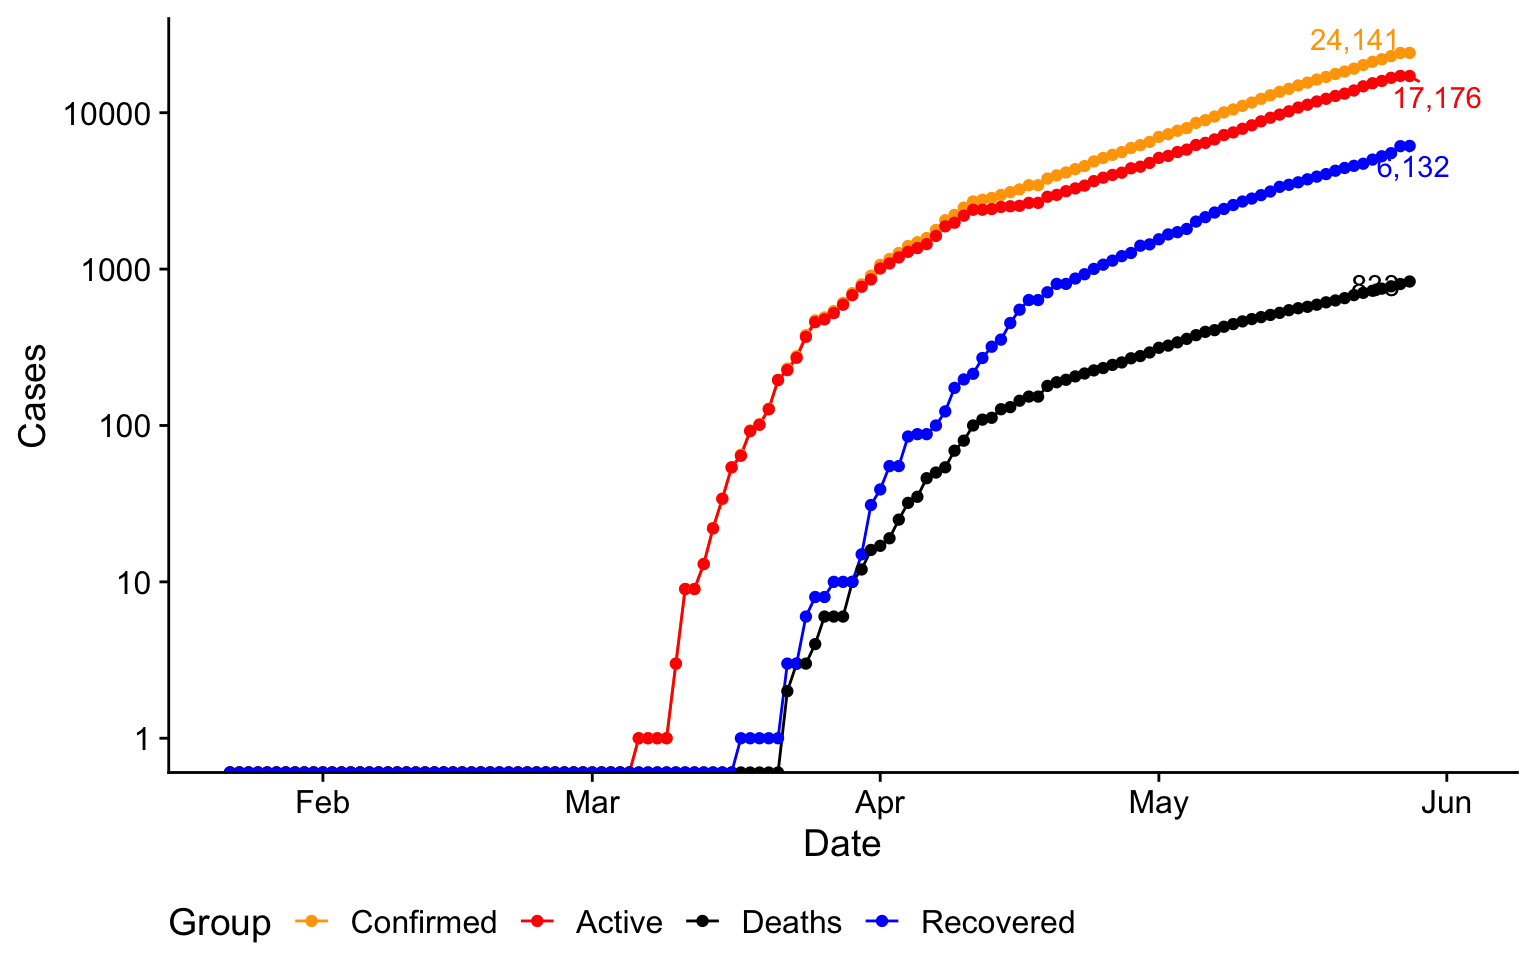 24,141
17,176
6,132
833
10000
1000
100
10
1
Cases
Feb Mar Apr May Jun
Date
Group Confirmed Active Deaths Recovered